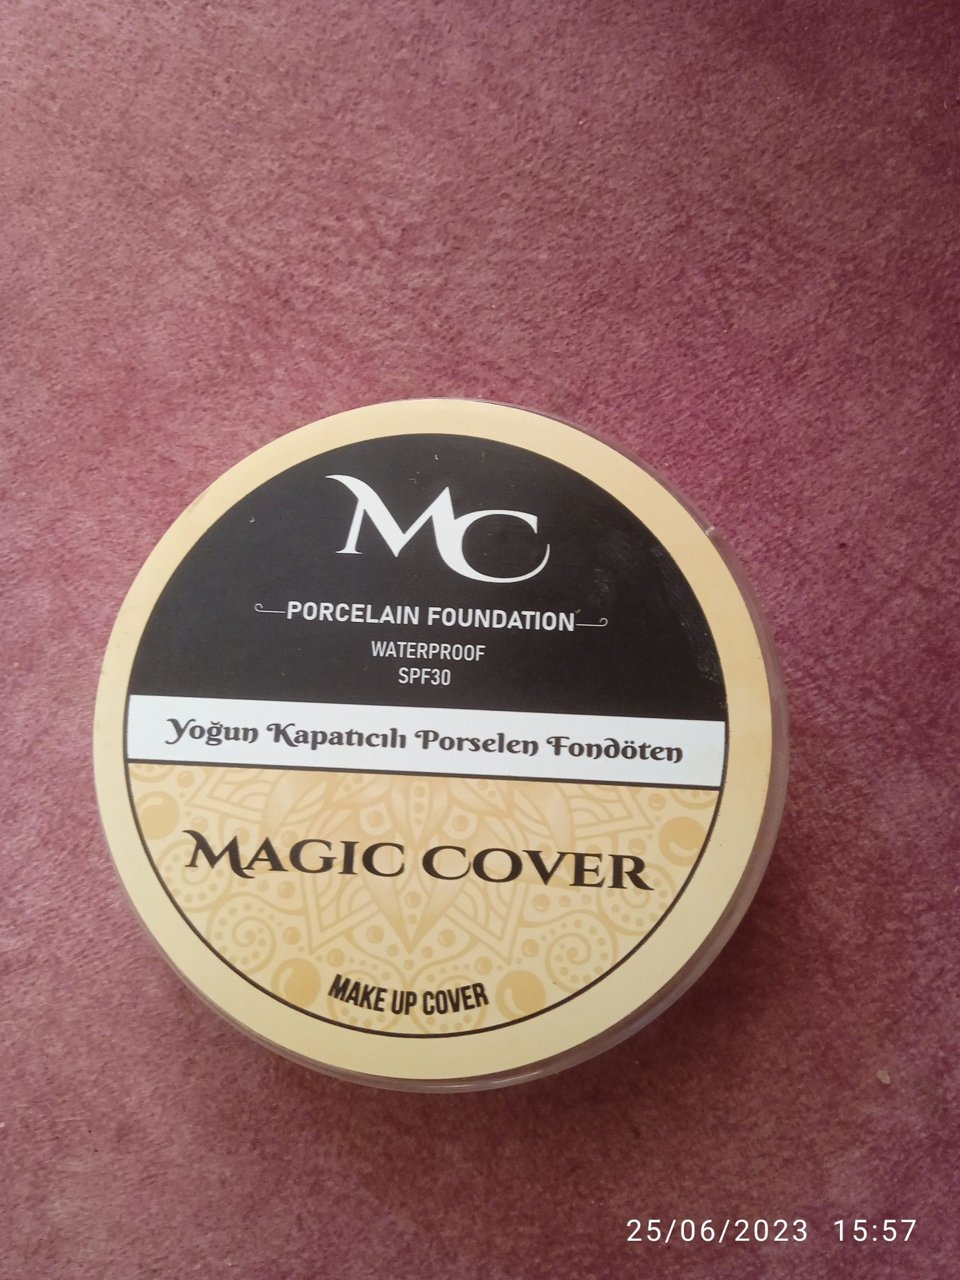 MC
PORCELAIN FOUNDATION
WATERPROOF
SPF30
Yoğun Kapatıcılı Porselen Fondöten
MAGIC COVER
MAKE UP COVER
25/06/2023 15:57